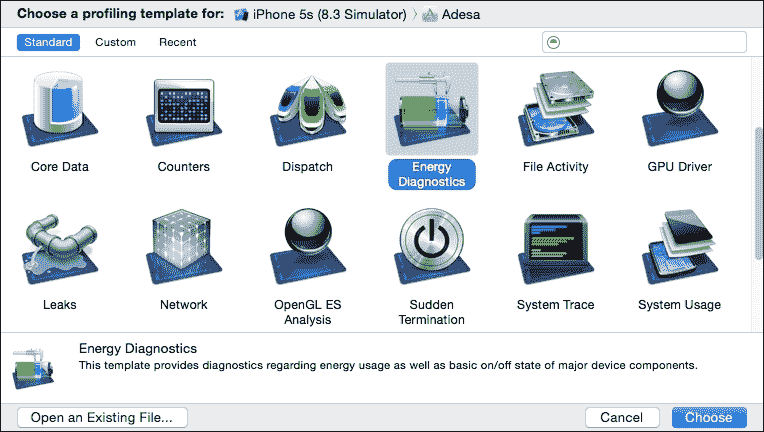 Choose a profiling template for: iPhone 5s (8.3 Simulator) Adesa
Standard Custom Recent
Core Data Counters Dispatch Energy Diagnostics File Activity GPU Driver
Leaks Network OpenGL ES Analysis Sudden Termination System Trace System Usage
Energy Diagnostics
This template provides diagnostics regarding energy usage as well as basic on/off state of major device components.
Open an Existing File... Cancel Choose